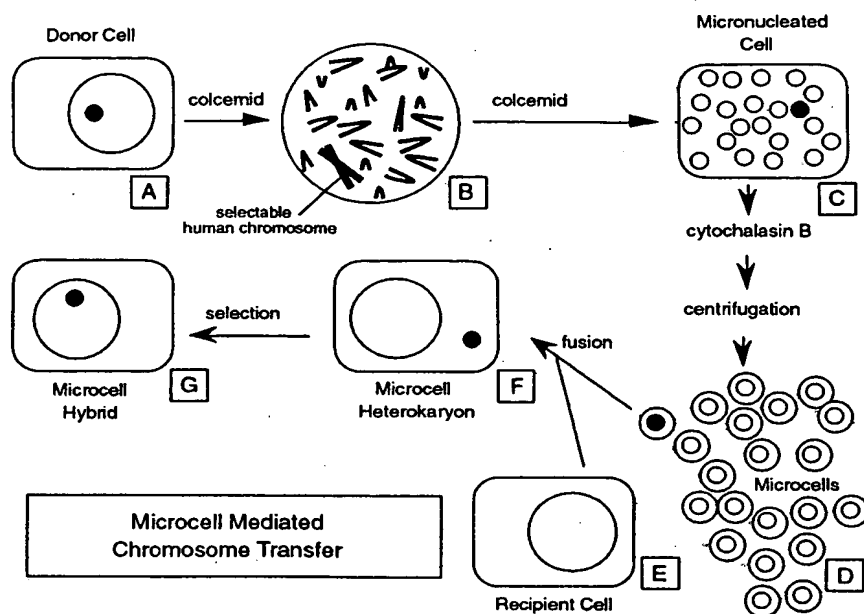 Donor Cell
A
colcemid
selectable
human chromosome
B
colcemid
Micronucleated
Cell
C
cytochalasin B
centrifugation
Microcells
D
E
Recipient Cell
fusion
F
Microcell
Heterokaryon
selection
G
Microcell
Hybrid
Microcell Mediated
Chromosome Transfer